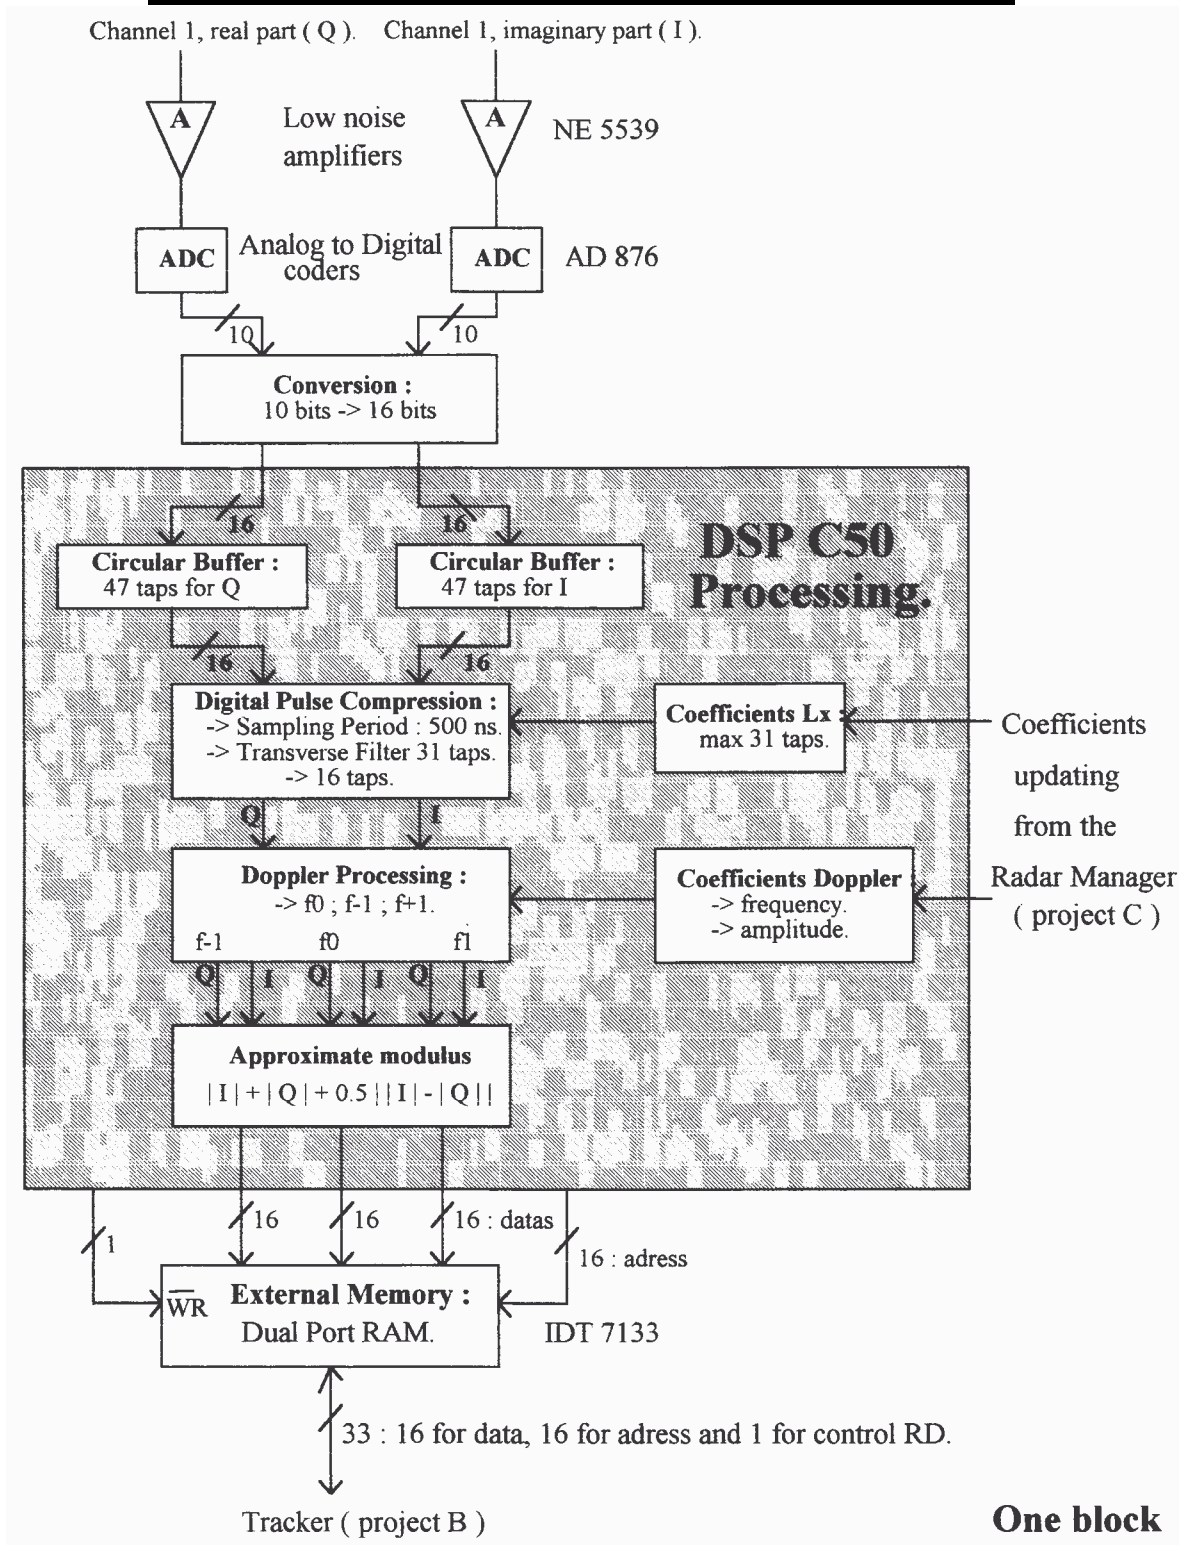 Channel 1, real part ( Q ). Channel 1, imaginary part ( I ).
A
A
Low noise
amplifiers
NE 5539
ADC
Analog to Digital
coders
ADC
AD 876
10
10
Conversion :
10 bits -> 16 bits
16
16
DSP C50
Processing.
Circular Buffer :
47 taps for Q
Circular Buffer :
47 taps for I
16
16
Digital Pulse Compression :
-> Sampling Period : 500 ns.
-> Transverse Filter 31 taps.
-> 16 taps.
Coefficients Lx :
max 31 taps.
Coefficients
updating
from the
Radar Manager
( project C )
Q
I
Doppler Processing :
-> f0 ; f-1 ; f+1.
f-1 f0 f1
Coefficients Doppler :
-> frequency.
-> amplitude.
Q I Q I Q I
Approximate modulus
| I | + | Q | + 0.5 | | I | - | Q | |
1
16
16
16 : datas
16 : adress
WR
External Memory :
Dual Port RAM.
IDT 7133
33 : 16 for data, 16 for adress and 1 for control RD.
Tracker ( project B )
One block